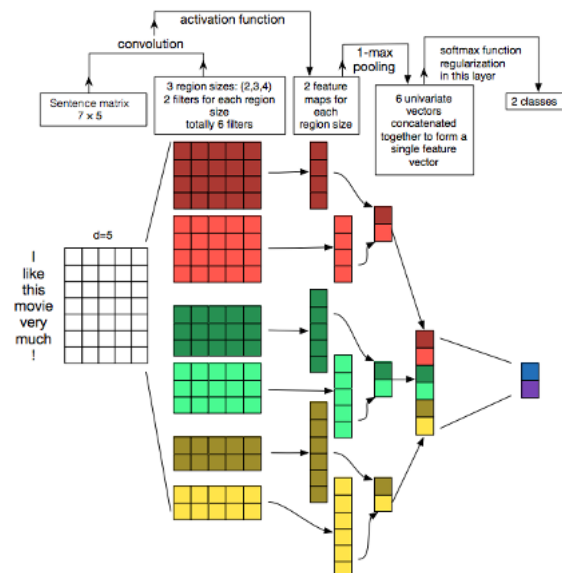 activation function
convolution
1-max
pooling
softmax function
regularization
in this layer
Sentence matrix
7 × 5
3 region sizes: (2,3,4)
2 filters for each region
size
totally 6 filters
2 feature
maps for
each
region size
6 univariate
vectors
concatenated
together to form a
single feature
vector
2 classes
d=5
I
like
this
movie
very
much
!